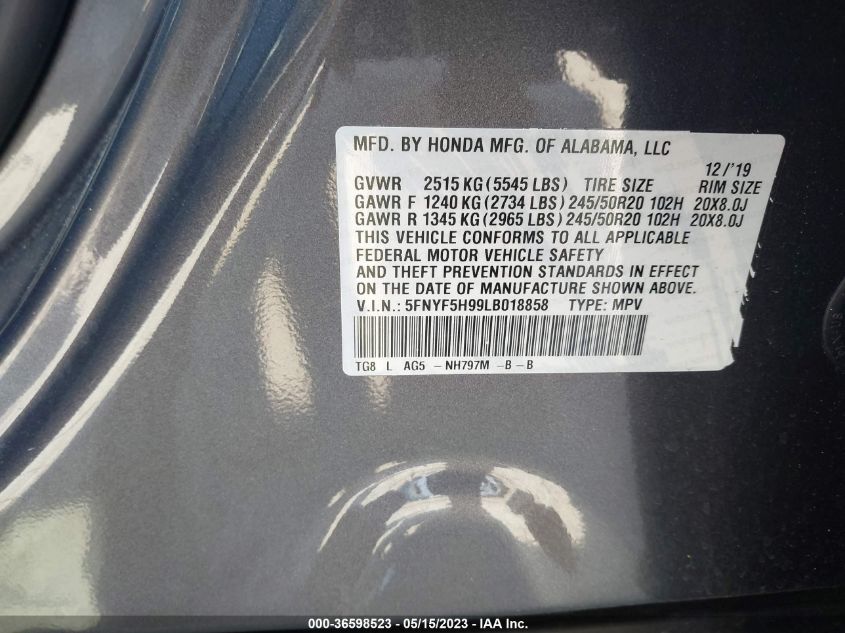 MFD. BY HONDA MFG. OF ALABAMA, LLC
12/'19
GVWR 2515 KG (5545 LBS) TIRE SIZE RIM SIZE
GAWR F 1240 KG (2734 LBS) 245/50R20 102H 20X8.0J
GAWR R 1345 KG (2965 LBS) 245/50R20 102H 20X8.0J
THIS VEHICLE CONFORMS TO ALL APPLICABLE
FEDERAL MOTOR VEHICLE SAFETY
AND THEFT PREVENTION STANDARDS IN EFFECT
ON THE DATE OF MANUFACTURE SHOWN ABOVE.
V.I.N.: 5FNYF5H99LB018858 TYPE: MPV
TG8 L AG5 -NH797M -B-B
000-36598523 - 05/15/2023 - IAA Inc.